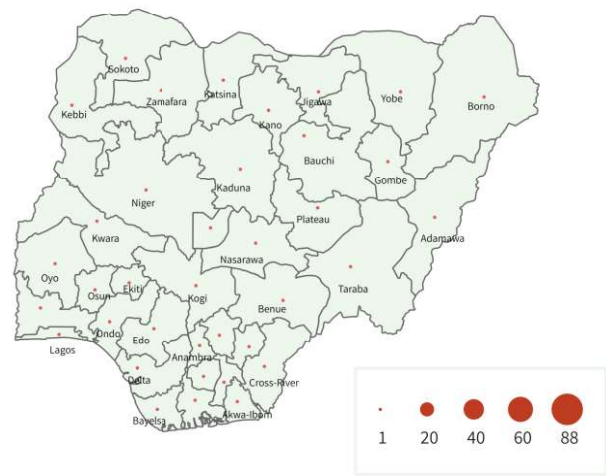 Sokoto
Zamafara
Katsina
Kebbi
Kano
Jigawa
Yobe
Borno
Bauchi
Gombe
Kaduna
Niger
Plateau
Kwara
Adamawa
Nasarawa
Oyo
Taraba
Osun
Ekiti
Kogi
Benue
Ondo
Edo
Lagos
Anambra
Delta
Cross-River
Bayelsa
Akwa-Ibom
1 20 40 60 88